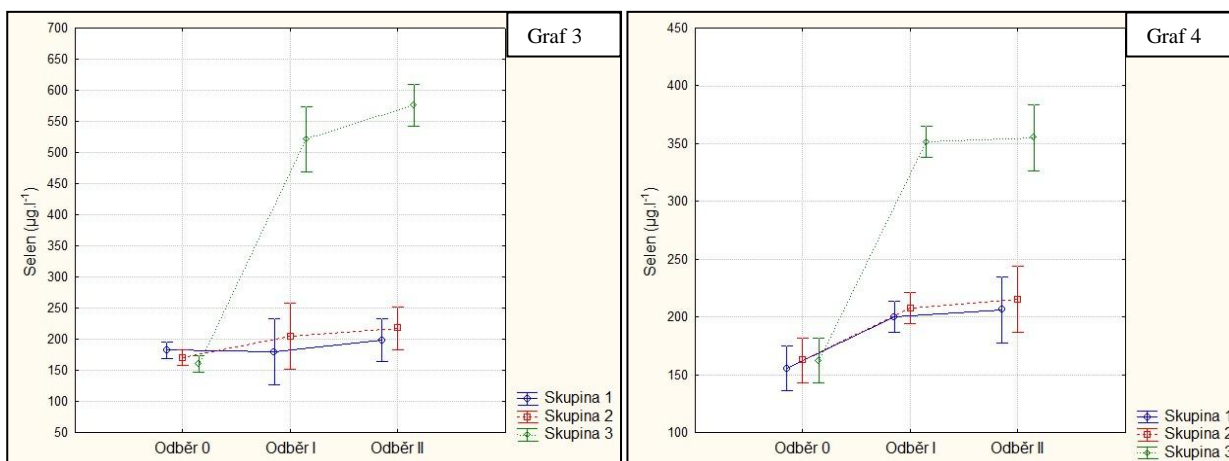 Graf 3
Selen (µg.l⁻¹)
700
650
600
550
500
450
400
350
300
250
200
150
100
50
Odběr 0 Odběr I Odběr II
Skupina 1
Skupina 2
Skupina 3
Graf 4
Selen (µg.l⁻¹)
450
400
350
300
250
200
150
100
Odběr 0 Odběr I Odběr II
Skupina 1
Skupina 2
Skupina 3